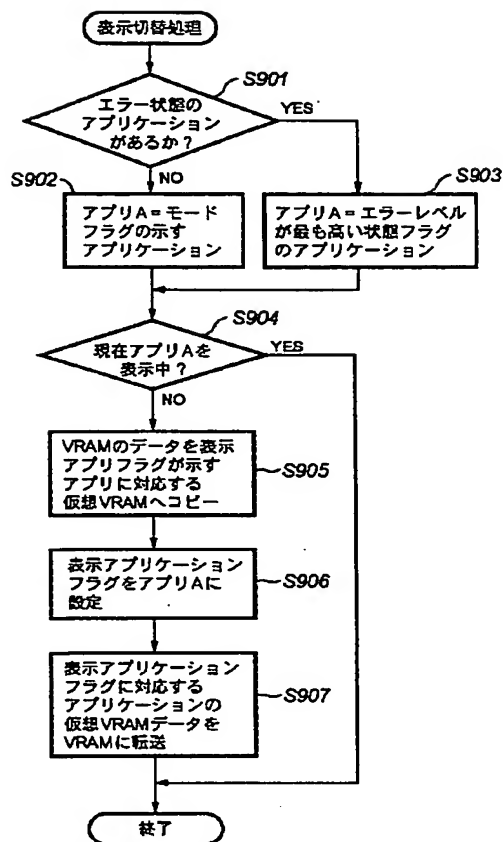 表示切替処理
S901
エラー状態の
アプリケーション
があるか?
YES
NO
S902
アプリA=モード
フラグの示す
アプリケーション
S903
アプリA=エラーレベル
が最も高い状態フラグ
のアプリケーション
S904
現在アプリAを
表示中?
YES
NO
VRAMのデータを表示
アプリフラグが示す
アプリに対応する
仮想VRAMへコピー
S905
表示アプリケーション
フラグをアプリAに
設定
S906
表示アプリケーション
フラグに対応する
アプリケーションの
仮想VRAMデータを
VRAMに転送
S907
終了